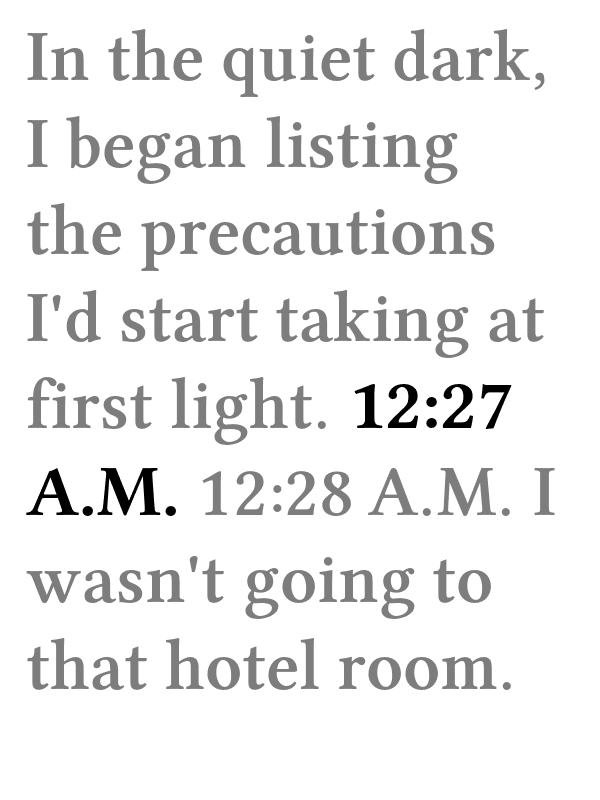 In the quiet dark,
I began listing
the precautions
I'd start taking at
first light. 12:27
A.M. 12:28 A.M. I
wasn't going to
that hotel room.